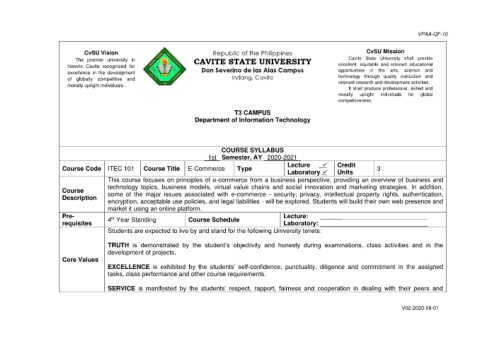 VPAA-QF-10
CvSU Vision
The premier university in
historic Cavite recognized for
excellence in the development
of globally competitive and
morally upright individuals.
Republic of the Philippines
CAVITE STATE UNIVERSITY
Don Severino de las Alas Campus
Indang, Cavite
CvSU Mission
Cavite State University shall provide
excellent, equitable and relevant educational
opportunities in the arts, science and
technology through quality instruction and
relevant research and development activities.
It shall produce professional, skilled and
morally upright individuals for global
competitiveness
T3 CAMPUS
Department of Information Technology
COURSE SYLLABUS
1st Semester, AY 2020-2021
Course Code ITEC 101 Course Title E-Commerce Type Lecture ✓ Laboratory ✓ Credit Units 3
Course Description
This course focuses on principles of e-commerce from a business perspective, providing an overview of business and
technology topics, business models, virtual value chains and social innovation and marketing strategies. In addition,
some of the major issues associated with e-commerce - security, privacy, intellectual property rights, authentication,
encryption, acceptable use policies, and legal liabilities - will be explored. Students will build their own web presence and
market it using an online platform.
Pre-requisites 4th Year Standing Course Schedule Lecture:
Laboratory:
Core Values
Students are expected to live by and stand for the following University tenets:
TRUTH is demonstrated by the student's objectivity and honesty during examinations, class activities and in the
development of projects.
EXCELLENCE is exhibited by the students' self-confidence, punctuality, diligence and commitment in the assigned
tasks, class performance and other course requirements.
SERVICE is manifested by the students' respect, rapport, fairness and cooperation in dealing with their peers and
V02-2020-06-01